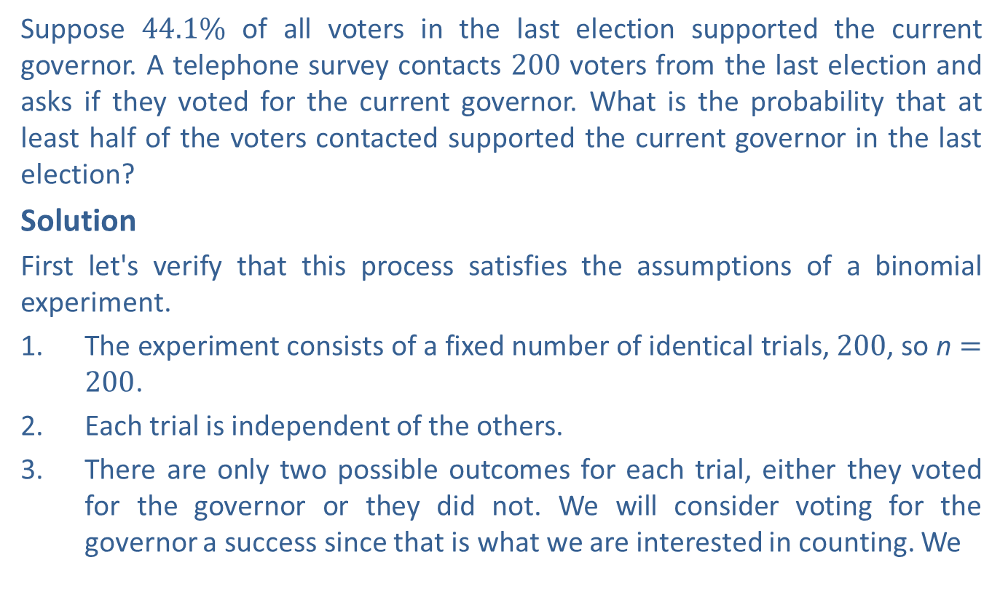 Suppose 44.1% of all voters in the last election supported the current
governor. A telephone survey contacts 200 voters from the last election and
asks if they voted for the current governor. What is the probability that at
least half of the voters contacted supported the current governor in the last
election?
Solution
First let's verify that this process satisfies the assumptions of a binomial
experiment.
1. The experiment consists of a fixed number of identical trials, 200, so n =
200.
2. Each trial is independent of the others.
3. There are only two possible outcomes for each trial, either they voted
for the governor or they did not. We will consider voting for the
governor a success since that is what we are interested in counting. We